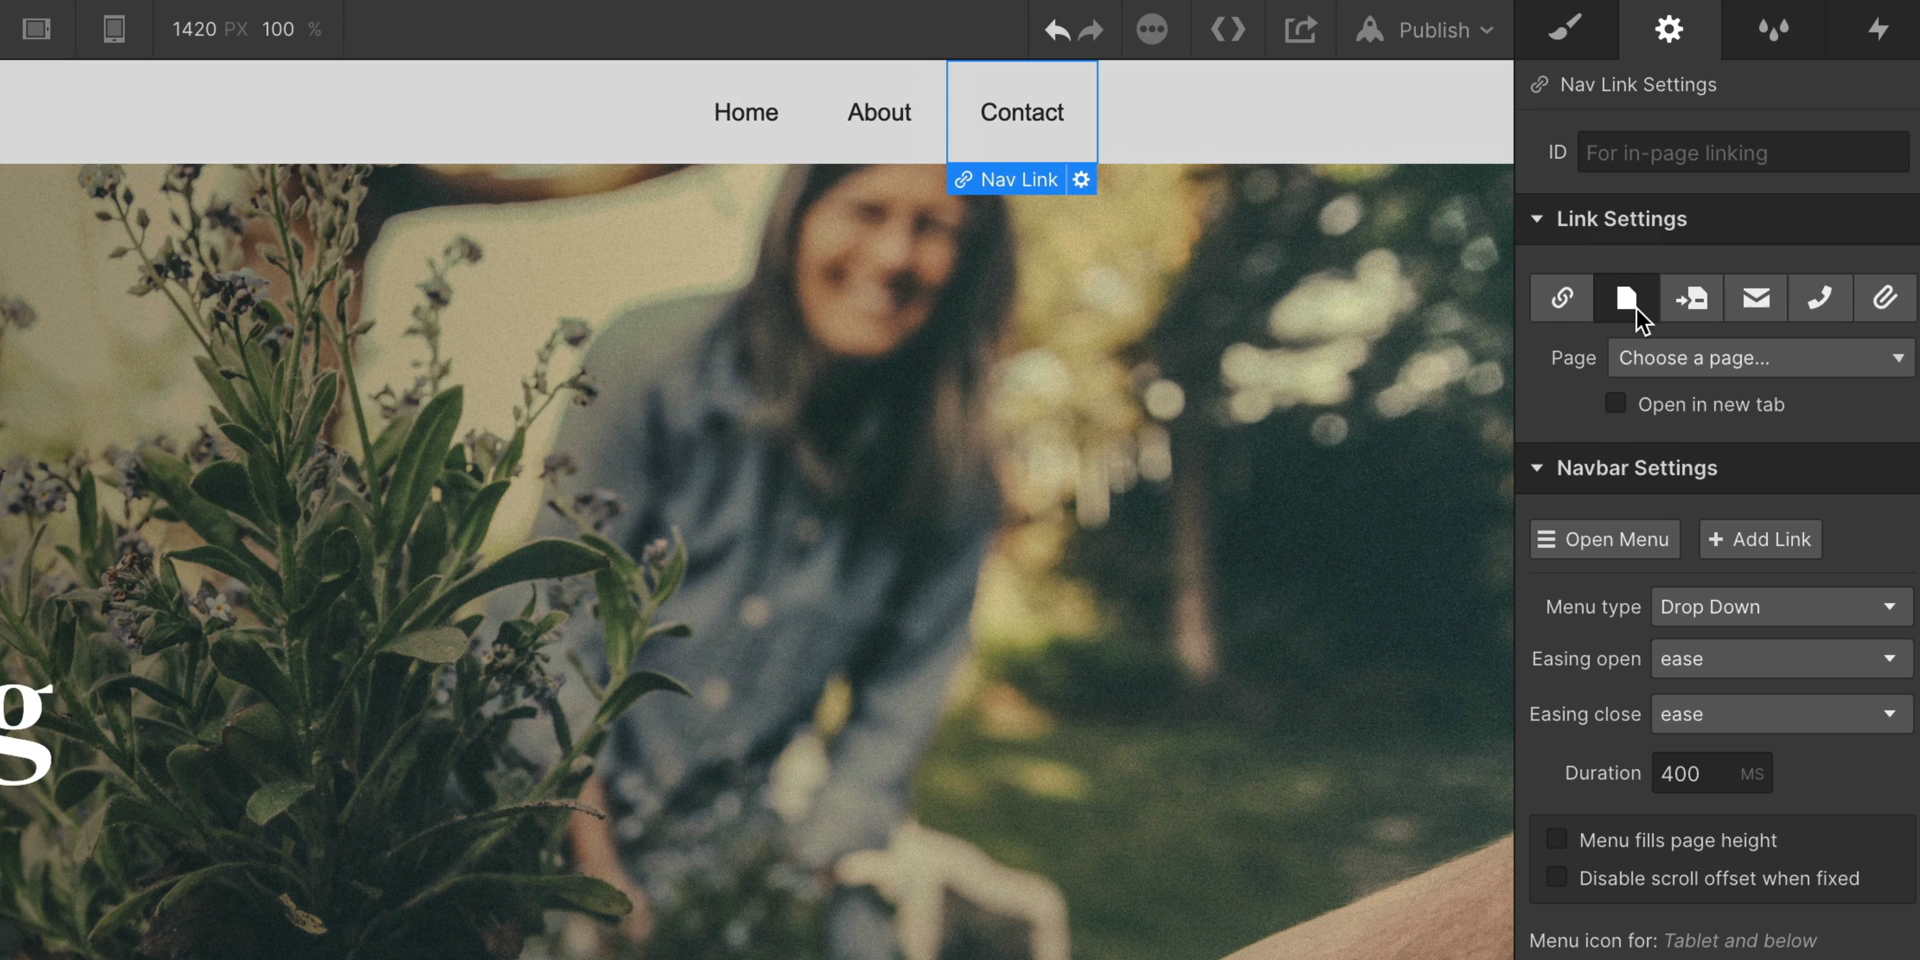 1420 PX 100 %
Publish
Nav Link Settings
Home About Contact
ID For in-page linking
Nav Link
Link Settings
Page Choose a page...
Open in new tab
Navbar Settings
Open Menu + Add Link
Menu type Drop Down
Easing open ease
Easing close ease
g
Duration 400 MS
Menu fills page height
Disable scroll offset when fixed
Menu icon for: Tablet and below